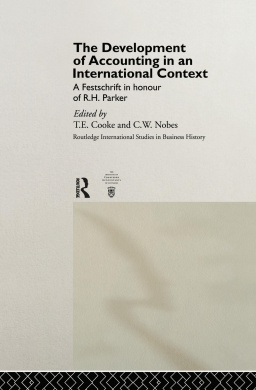 The Development
of Accounting in an
International Context
A Festschrift in honour
of R.H. Parker
Edited by
T.E. Cooke and C.W. Nobes
Routledge International Studies in Business History
R